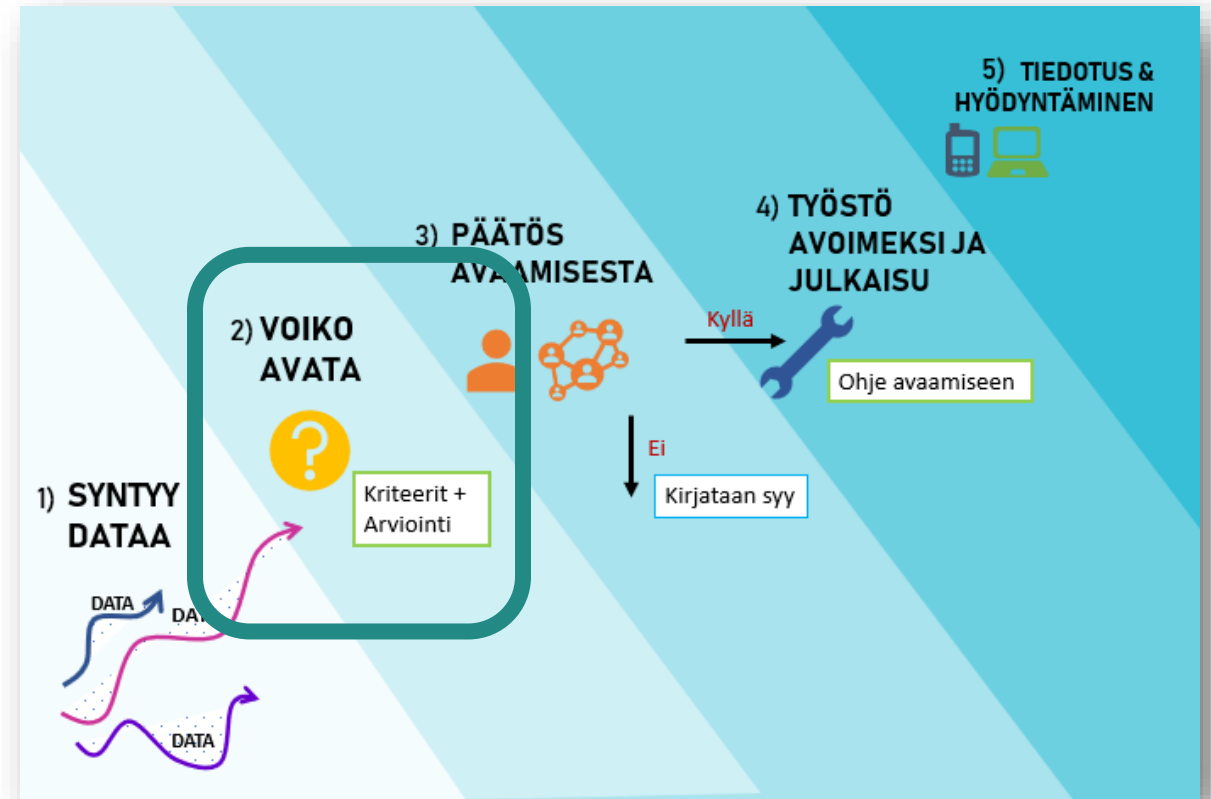 1) SYNTYY
DATAA
DATA
DATA
2) VOIKO
AVATA
Kriteerit +
Arviointi
3) PÄÄTÖS
AVAAMISESTA
Kyllä
Ei
Kirjataan syy
4) TYÖSTÖ
AVOIMEKSI JA
JULKAISU
Ohje avaamiseen
5) TIEDOTUS &
HYÖDYNTÄMINEN